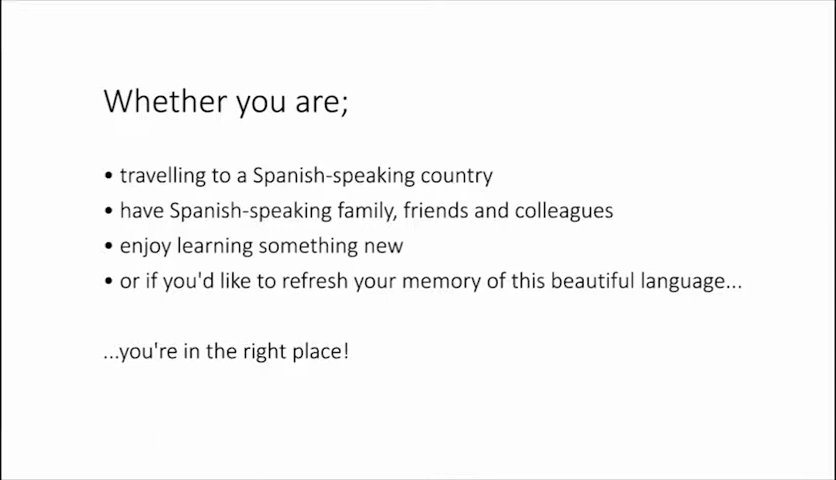 Whether you are;
• travelling to a Spanish-speaking country
• have Spanish-speaking family, friends and colleagues
• enjoy learning something new
• or if you'd like to refresh your memory of this beautiful language...
...you're in the right place!